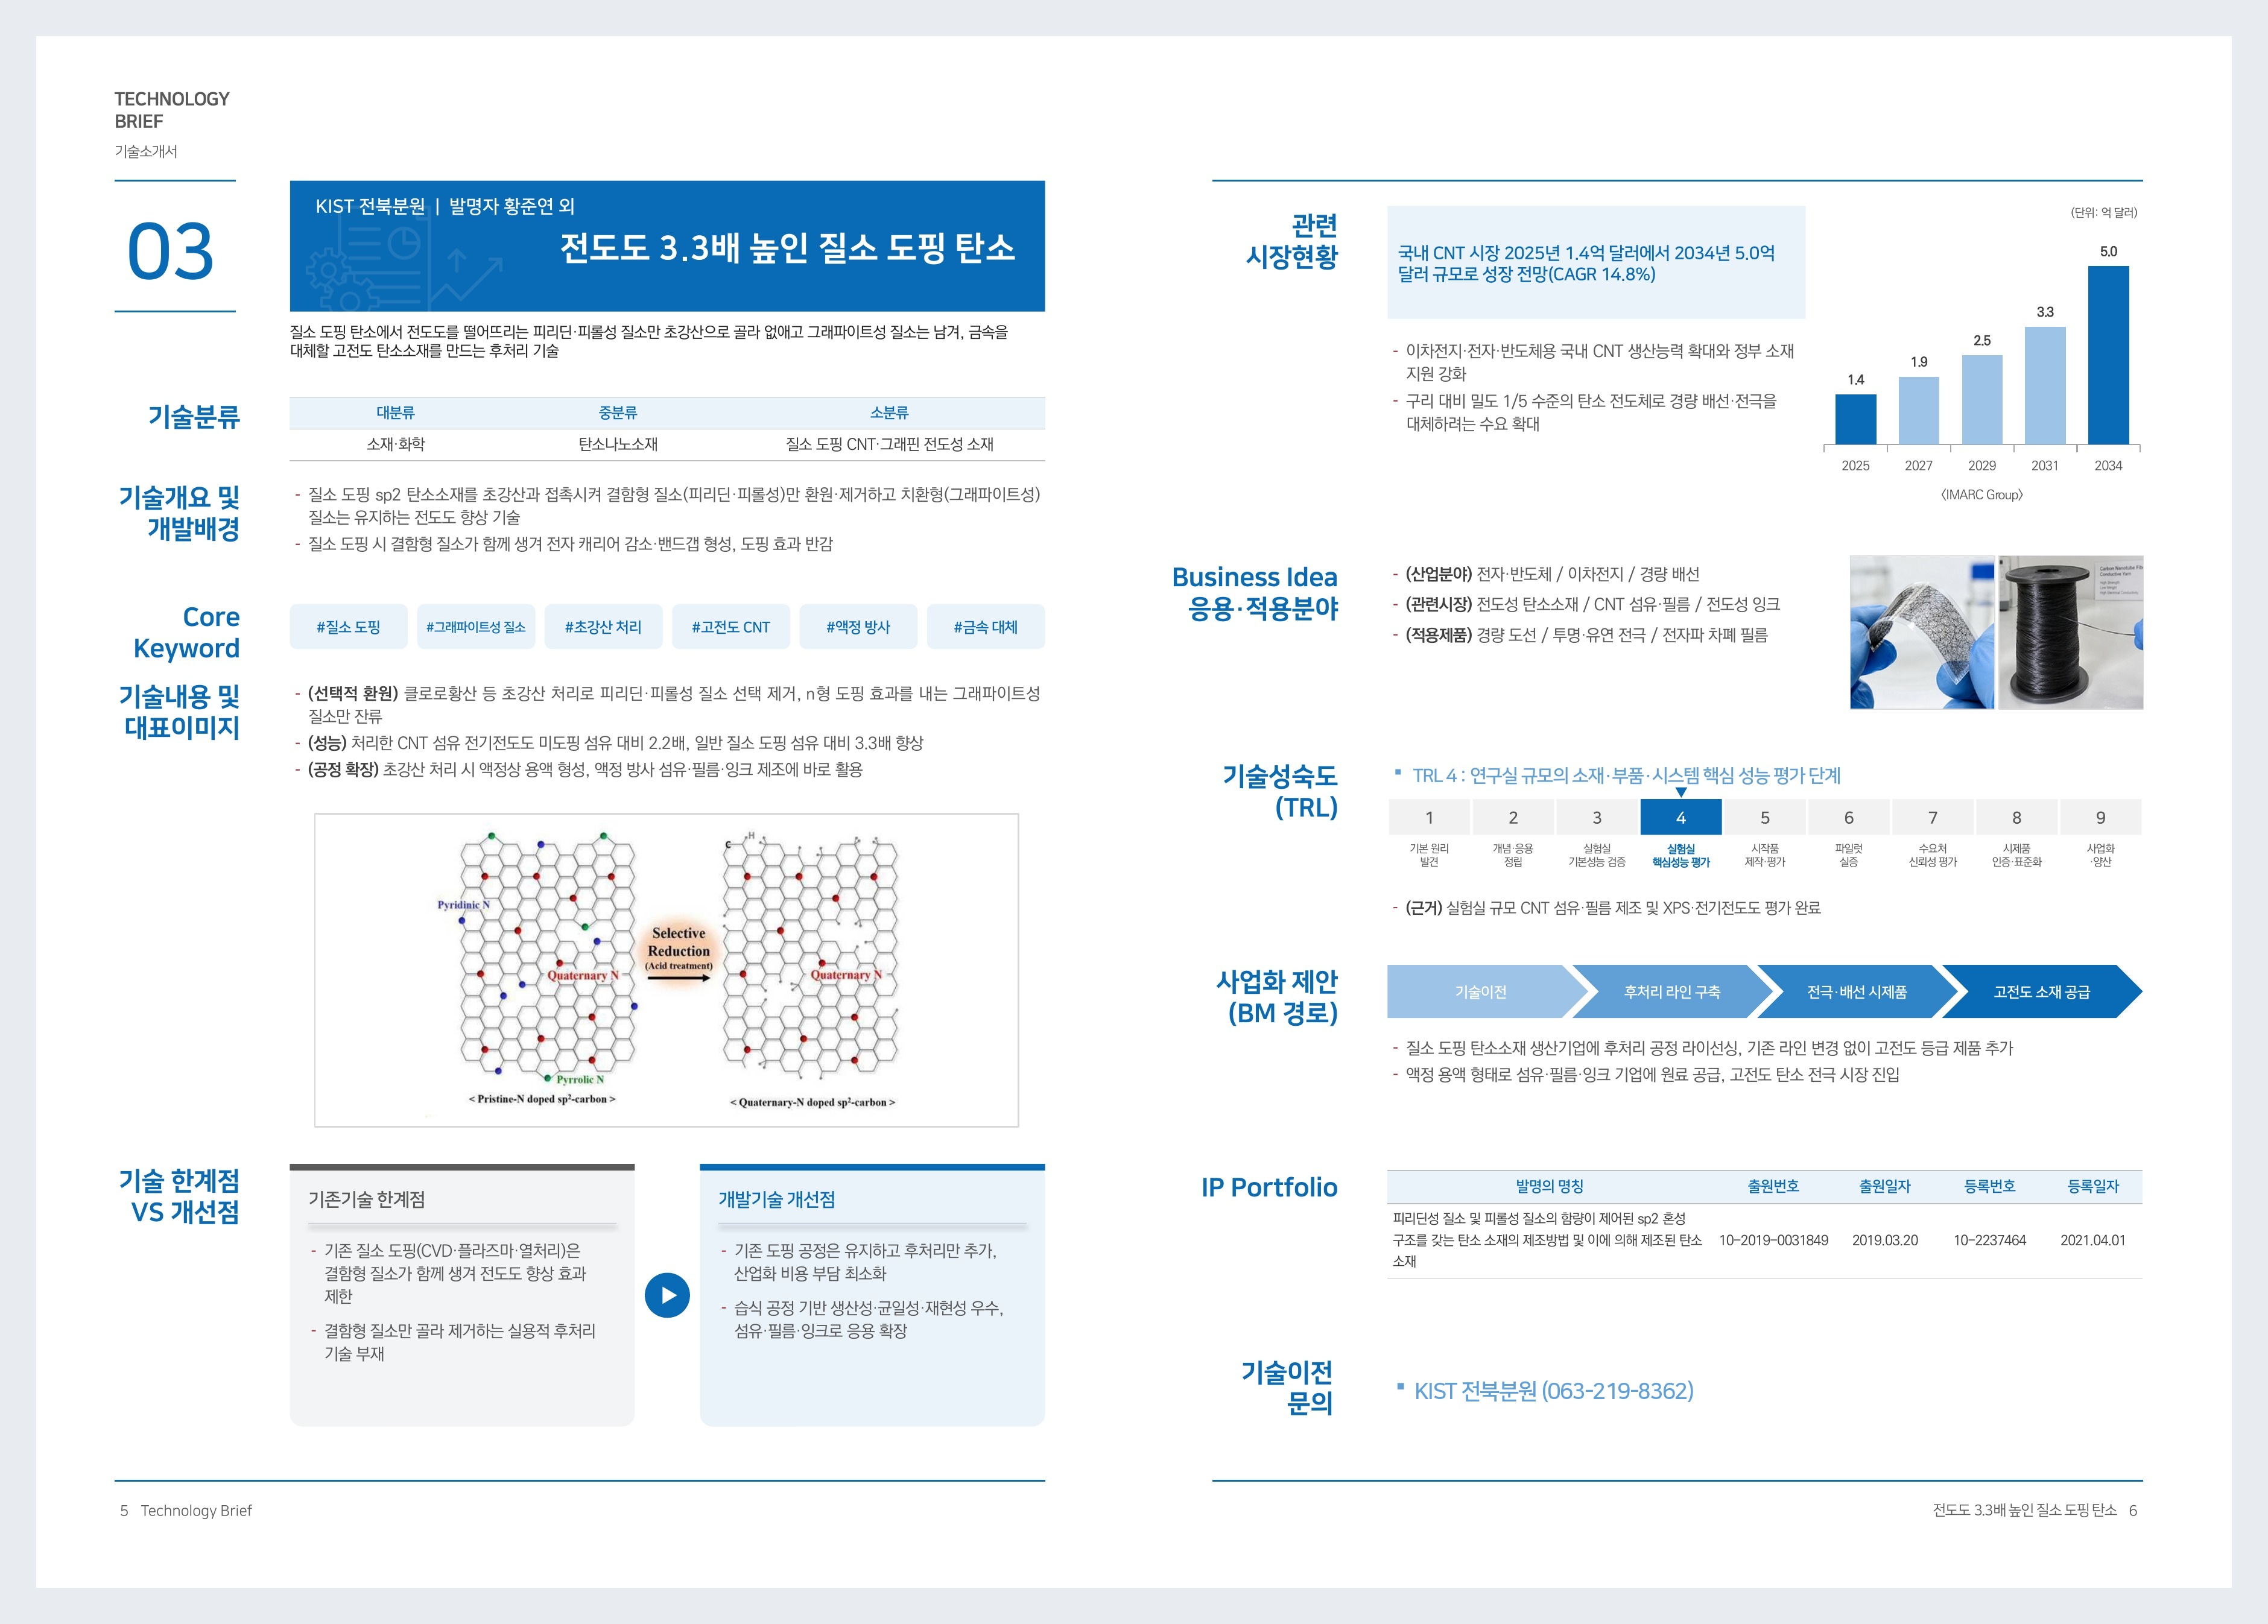 TECHNOLOGY
BRIEF
기술소개서
03
KIST 전북분원 | 발명자 황준연 외
전도도 3.3배 높인 질소 도핑 탄소
질소 도핑 탄소에서 전도도를 떨어뜨리는 피리딘·피롤성 질소만 초강산으로 골라 없애고 그래파이트성 질소는 남겨, 금속을
대체할 고전도 탄소소재를 만드는 후처리 기술
기술분류
대분류 중분류 소분류
소재·화학 탄소나노소재 질소 도핑 CNT·그래핀 전도성 소재
기술개요 및
개발배경
- 질소 도핑 sp2 탄소소재를 초강산과 접촉시켜 결함형 질소(피리딘·피롤성)만 환원·제거하고 치환형(그래파이트성)
질소는 유지하는 전도도 향상 기술
- 질소 도핑 시 결함형 질소가 함께 생겨 전자 캐리어 감소·밴드갭 형성, 도핑 효과 반감
Core
Keyword
#질소 도핑 #그래파이트성 질소 #초강산 처리 #고전도 CNT #액정 방사 #금속 대체
기술내용 및
대표이미지
- (선택적 환원) 클로로황산 등 초강산 처리로 피리딘·피롤성 질소 선택 제거, n형 도핑 효과를 내는 그래파이트성
질소만 잔류
- (성능) 처리한 CNT 섬유 전기전도도 미도핑 섬유 대비 2.2배, 일반 질소 도핑 섬유 대비 3.3배 향상
- (공정 확장) 초강산 처리 시 액정상 용액 형성, 액정 방사 섬유·필름·잉크 제조에 바로 활용
Pyridinic N
Quaternary N
Pyrrolic N
< Pristine-N doped sp²-carbon >
Selective
Reduction
(Acid treatment)
C
H
Quaternary N
< Quaternary-N doped sp²-carbon >
기술 한계점
VS 개선점
기존기술 한계점
- 기존 질소 도핑(CVD·플라즈마·열처리)은
결함형 질소가 함께 생겨 전도도 향상 효과
제한
- 결함형 질소만 골라 제거하는 실용적 후처리
기술 부재
개발기술 개선점
- 기존 도핑 공정은 유지하고 후처리만 추가,
산업화 비용 부담 최소화
- 습식 공정 기반 생산성·균일성·재현성 우수,
섬유·필름·잉크로 응용 확장
5 Technology Brief
관련
시장현황
국내 CNT 시장 2025년 1.4억 달러에서 2034년 5.0억
달러 규모로 성장 전망(CAGR 14.8%)
- 이차전지·전자·반도체용 국내 CNT 생산능력 확대와 정부 소재
지원 강화
- 구리 대비 밀도 1/5 수준의 탄소 전도체로 경량 배선·전극을
대체하려는 수요 확대
(단위: 억 달러)
1.4 1.9 2.5 3.3 5.0
2025 2027 2029 2031 2034
〈IMARC Group〉
Business Idea
응용·적용분야
- (산업분야) 전자·반도체 / 이차전지 / 경량 배선
- (관련시장) 전도성 탄소소재 / CNT 섬유·필름 / 전도성 잉크
- (적용제품) 경량 도선 / 투명·유연 전극 / 전자파 차폐 필름
Carbon Nanotube
Conductive Yarn
기술성숙도
(TRL)
▪ TRL 4 : 연구실 규모의 소재·부품·시스템 핵심 성능 평가 단계
1 2 3 4 5 6 7 8 9
기본 원리 개념·응용 실험실 실험실 시작품 파일럿 수요처 시제품 사업화
발견 정립 기본성능 검증 핵심성능 평가 제작·평가 실증 신뢰성 평가 인증·표준화 ·양산
- (근거) 실험실 규모 CNT 섬유·필름 제조 및 XPS·전기전도도 평가 완료
사업화 제안
(BM 경로)
기술이전 후처리 라인 구축 전극·배선 시제품 고전도 소재 공급
- 질소 도핑 탄소소재 생산기업에 후처리 공정 라이선싱, 기존 라인 변경 없이 고전도 등급 제품 추가
- 액정 용액 형태로 섬유·필름·잉크 기업에 원료 공급, 고전도 탄소 전극 시장 진입
IP Portfolio
발명의 명칭 출원번호 출원일자 등록번호 등록일자
피리딘성 질소 및 피롤성 질소의 함량이 제어된 sp2 혼성
구조를 갖는 탄소 소재의 제조방법 및 이에 의해 제조된 탄소 10-2019-0031849 2019.03.20 10-2237464 2021.04.01
소재
기술이전
문의
▪ KIST 전북분원 (063-219-8362)
전도도 3.3배 높인 질소 도핑 탄소 6